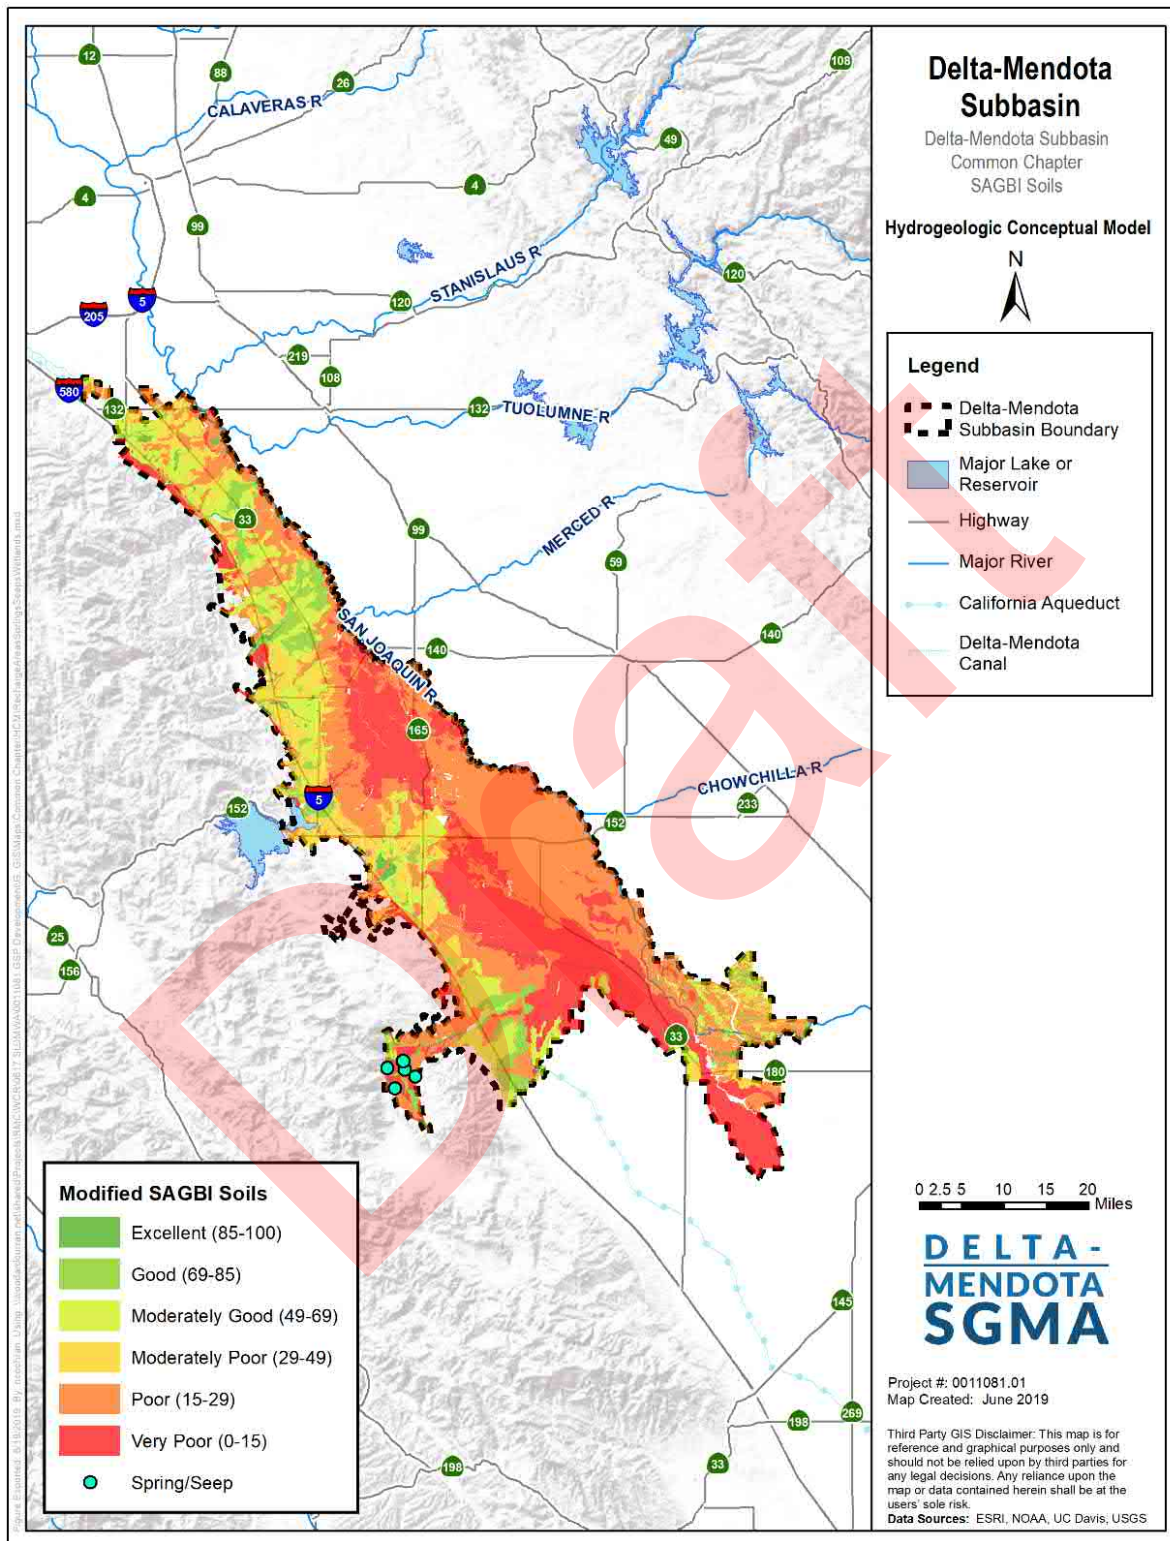 Delta-Mendota
Subbasin
Delta-Mendota Subbasin
Common Chapter
SAGBI Soils
Hydrogeologic Conceptual Model
N
Legend
Delta-Mendota
Subbasin Boundary
Major Lake or
Reservoir
Highway
Major River
California Aqueduct
Delta-Mendota
Canal
0 2.5 5 10 15 20
Miles
DELTA-
MENDOTA
SGMA
Project #: 0011081.01
Map Created: June 2019
Third Party GIS Disclaimer: This map is for
reference and graphical purposes only and
should not be relied upon by third parties for
any legal decisions. Any reliance upon the
map or data contained herein shall be at the
users' sole risk.
Data Sources: ESRI, NOAA, UC Davis, USGS
12
88
26
108
CALAVERAS R
49
4
4
99
STANISLAUS R
120
120
5
205
219
108
580
132
132
TUOLUMNE R
33
99
MERCED R
59
SAN JOAQUIN R
140
140
165
CHOWCHILLA R
5
152
152
233
25
156
33
180
145
198
269
33
198
Draft
Modified SAGBI Soils
Excellent (85-100)
Good (69-85)
Moderately Good (49-69)
Moderately Poor (29-49)
Poor (15-29)
Very Poor (0-15)
Spring/Seep